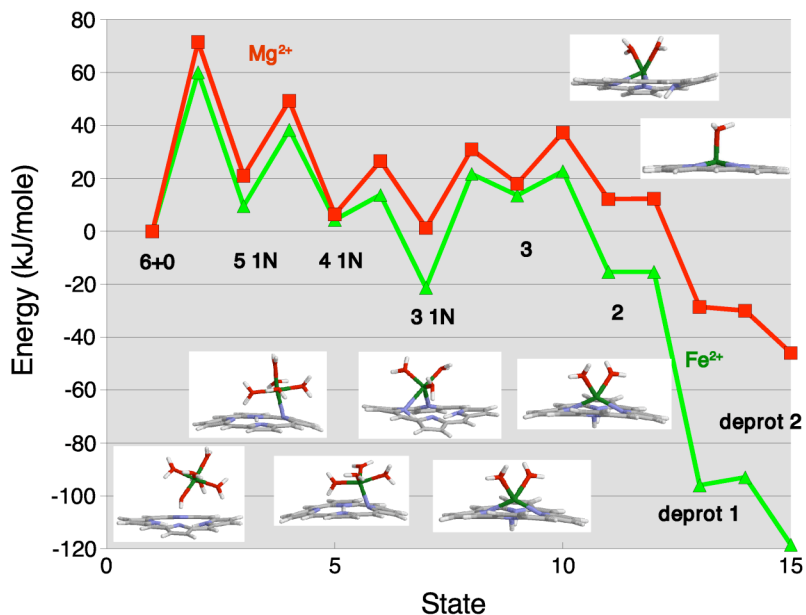 80
60
40
20
0
-20
-40
-60
-80
-100
-120
Energy (kJ/mole)
Mg²⁺
6+0
5 1N
4 1N
3 1N
3
2
Fe²⁺
deprot 2
deprot 1
0
5
10
15
State